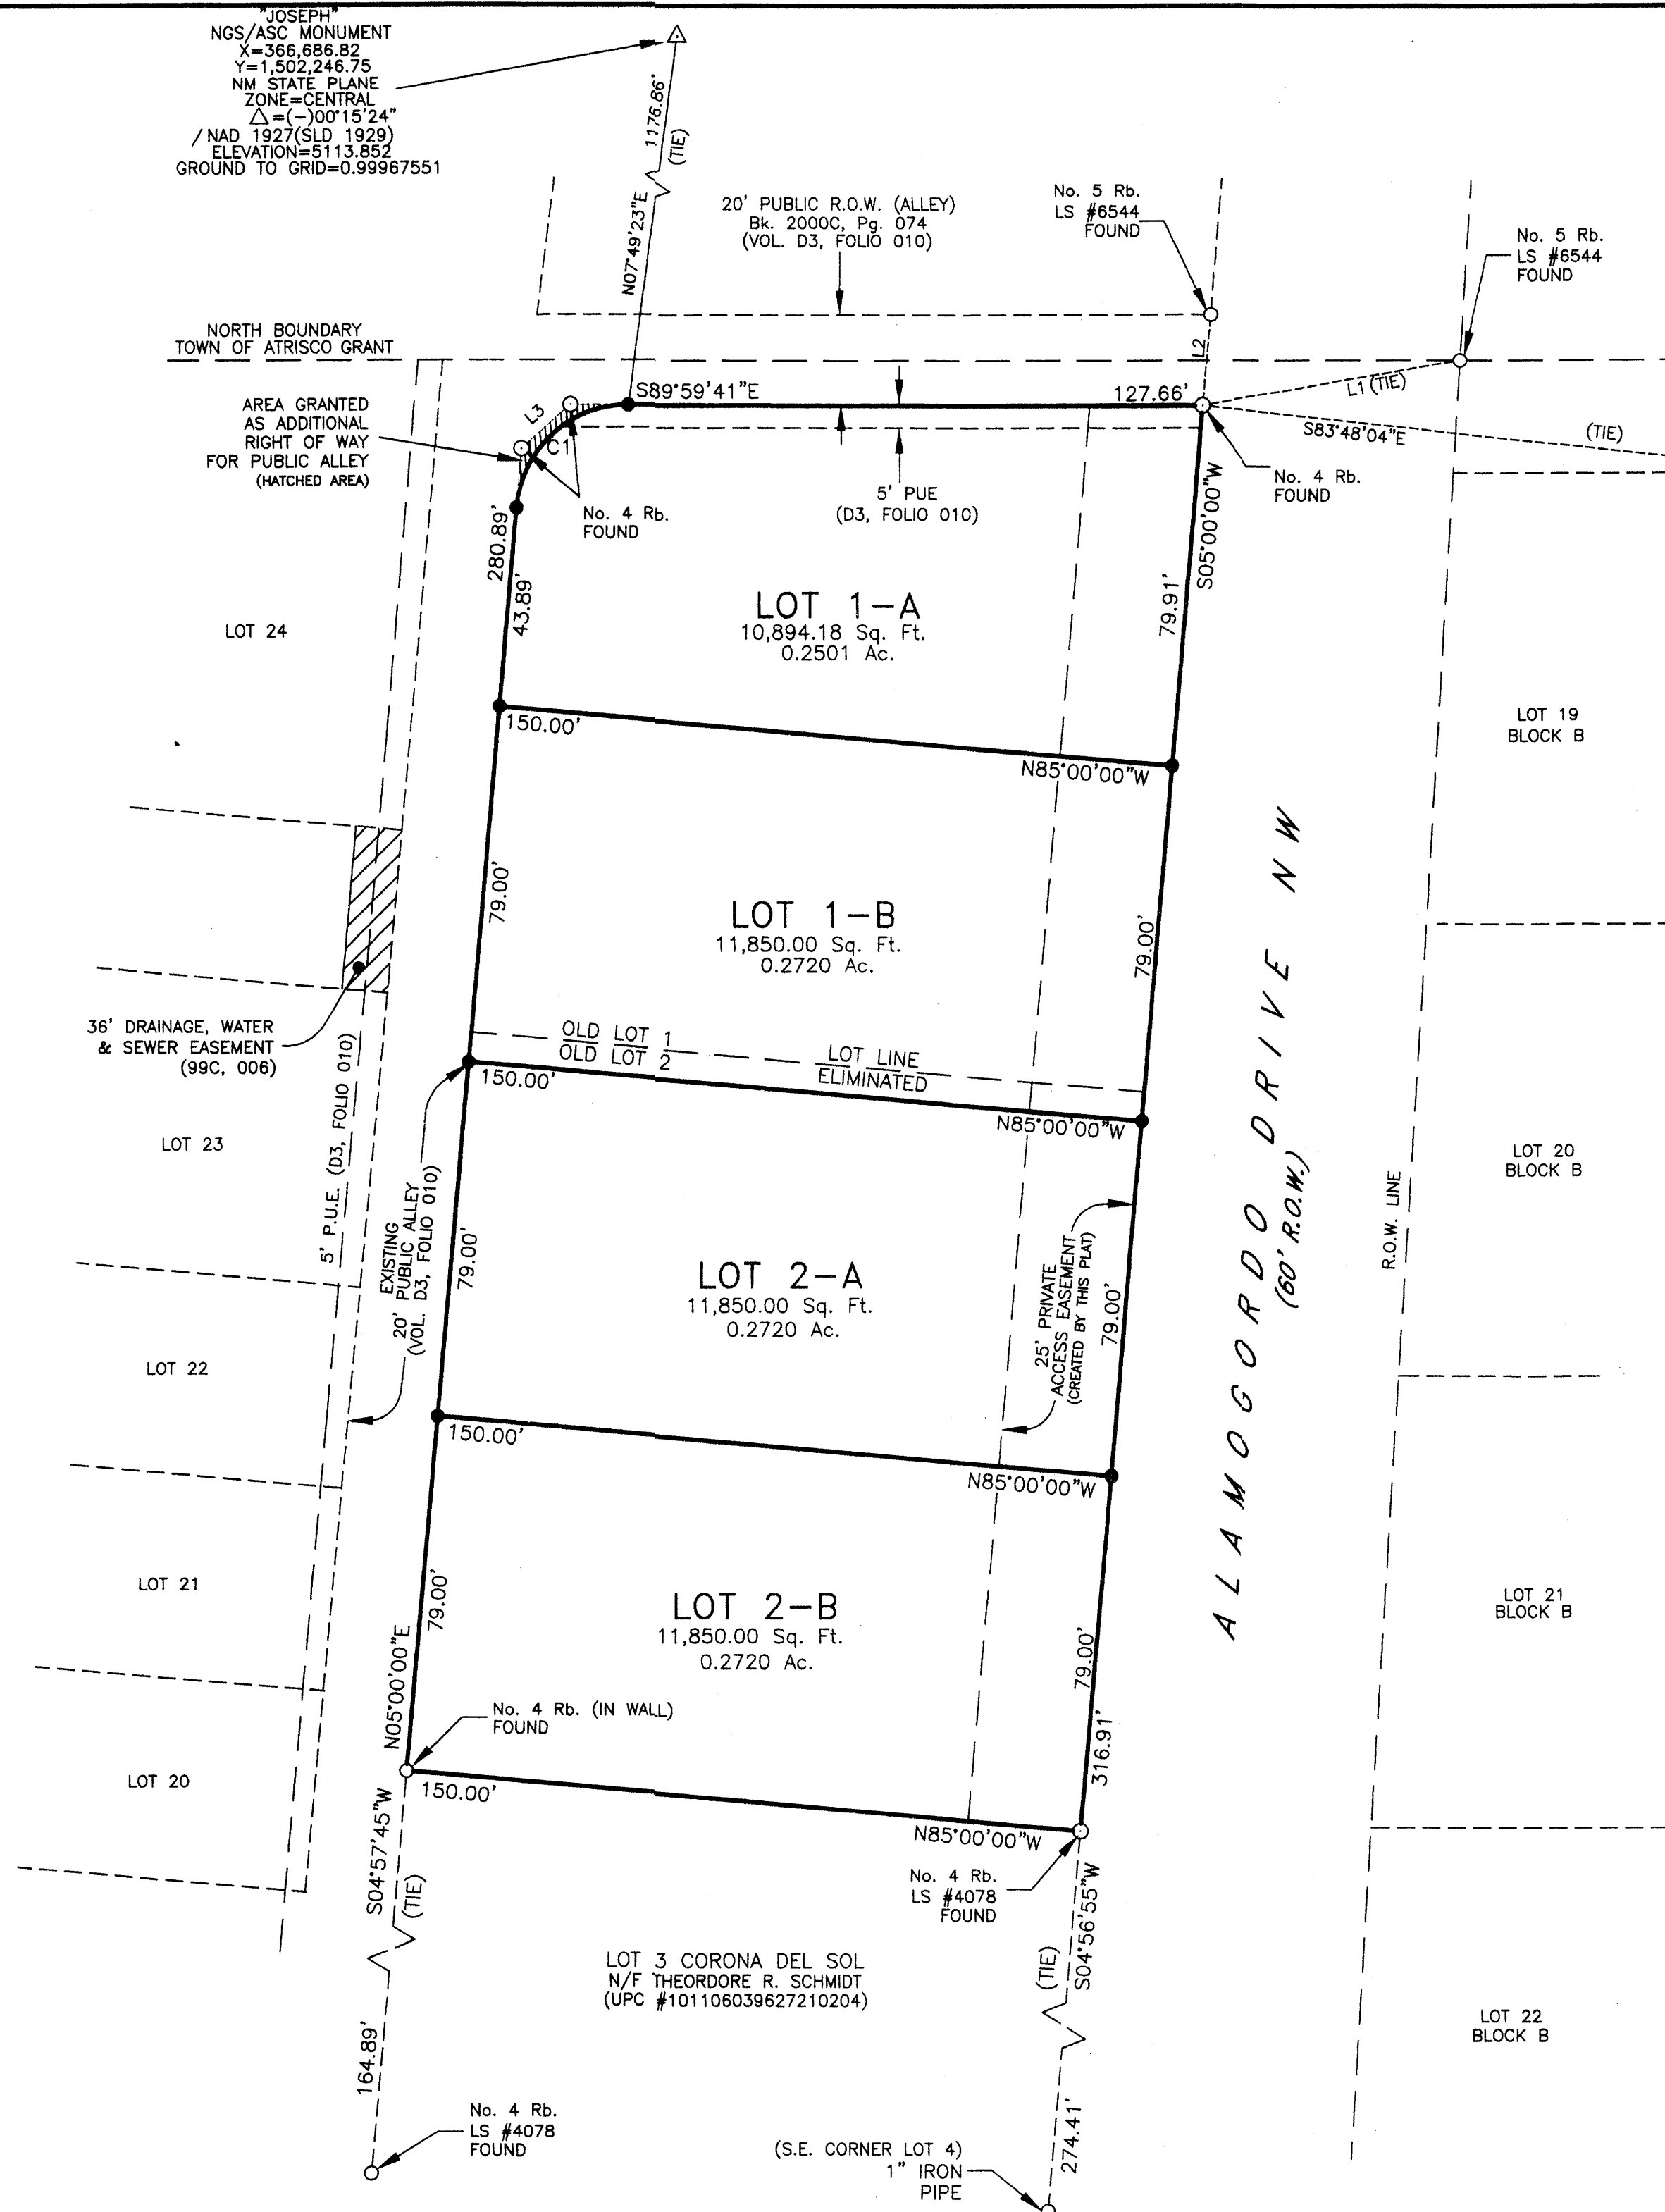 "JOSEPH"
NGS/ASC MONUMENT
X=366,686.82
Y=1,502,246.75
NM STATE PLANE
ZONE=CENTRAL
△=(-)00°15'24"
/ NAD 1927(SLD 1929)
ELEVATION=5113.852
GROUND TO GRID=0.99967551
1176.86'
(TIE)
N07°49'23"E
20' PUBLIC R.O.W. (ALLEY)
Bk. 2000C, Pg. 074
(VOL. D3, FOLIO 010)
No. 5 Rb.
LS #6544
FOUND
No. 5 Rb.
LS #6544
FOUND
NORTH BOUNDARY
TOWN OF ATRISCO GRANT
L2
L1 (TIE)
S89°59'41"E
127.66'
S83°48'04"E
(TIE)
AREA GRANTED
AS ADDITIONAL
RIGHT OF WAY
FOR PUBLIC ALLEY
(HATCHED AREA)
L3
C1
No. 4 Rb.
FOUND
5' PUE
(D3, FOLIO 010)
No. 4 Rb.
FOUND
S05°00'00"W
280.89'
43.89'
79.91'
LOT 1-A
10,894.18 Sq. Ft.
0.2501 Ac.
LOT 24
150.00'
N85°00'00"W
LOT 19
BLOCK B
79.00'
LOT 1-B
11,850.00 Sq. Ft.
0.2720 Ac.
79.00'
36' DRAINAGE, WATER
& SEWER EASEMENT
(99C, 006)
OLD LOT 1
OLD LOT 2
LOT LINE
ELIMINATED
150.00'
N85°00'00"W
LOT 23
5' P.U.E. (D3, FOLIO 010)
EXISTING
20' PUBLIC ALLEY
(VOL. D3, FOLIO 010)
79.00'
LOT 2-A
11,850.00 Sq. Ft.
0.2720 Ac.
25' PRIVATE
ACCESS EASEMENT
(CREATED BY THIS PLAT)
79.00'
ALAMOGORDO DRIVE NW
(60' R.O.W.)
R.O.W. LINE
LOT 20
BLOCK B
LOT 22
150.00'
N85°00'00"W
LOT 21
79.00'
LOT 2-B
11,850.00 Sq. Ft.
0.2720 Ac.
79.00'
316.91'
LOT 21
BLOCK B
N05°00'00"E
No. 4 Rb. (IN WALL)
FOUND
LOT 20
150.00'
N85°00'00"W
S04°57'45"W
(TIE)
No. 4 Rb.
LS #4078
FOUND
S04°56'55"W
(TIE)
LOT 3 CORONA DEL SOL
N/F THEORDORE R. SCHMIDT
(UPC #101106039627210204)
LOT 22
BLOCK B
164.89'
No. 4 Rb.
LS #4078
FOUND
274.41'
(S.E. CORNER LOT 4)
1" IRON
PIPE